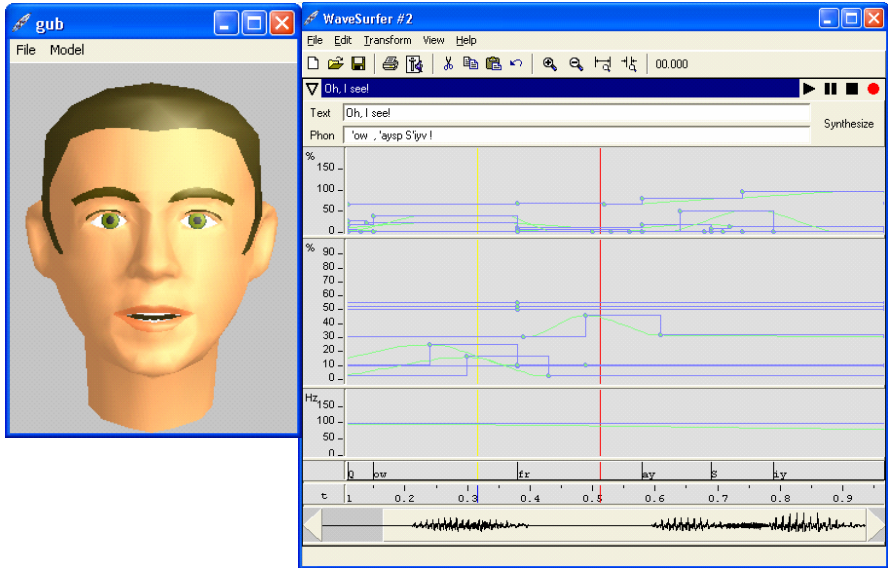 gub
File Model
WaveSurfer #2
File Edit Transform View Help
00.000
Oh, I see!
Text Oh, I see!
Phon 'ow , 'aysp S'iyv !
Synthesize
%
150
100
50
0
%
90
80
70
60
50
40
30
20
10
0
Hz
150
100
50
0
Q ow fr ay S iy
t 1 0.2 0.3 0.4 0.5 0.6 0.7 0.8 0.9